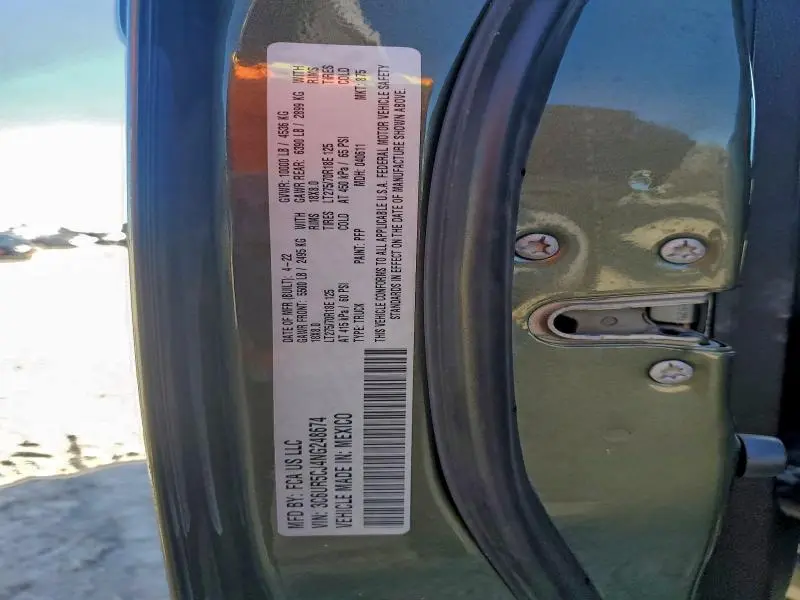 MFD BY: FCA US LLC
VIN: 3C6UR5CJ4NG248674
VEHICLE MADE IN: MEXICO
DATE OF MFR (BUILT): 4-22
GVWR: 10000 LB / 4536 KG
GAWR FRONT: 5500 LB / 2495 KG WITH
GAWR REAR: 6390 LB / 2899 KG WITH
18X8.0 RIMS
18X8.0 RIMS
LT275/70R18E 125 TIRES
LT275/70R18E 125 TIRES
AT 415 kPa / 60 PSI COLD
AT 450 kPa / 65 PSI COLD
TYPE: TRUCK PAINT: PFP MDH: 040611 MKT: 875
THIS VEHICLE CONFORMS TO ALL APPLICABLE U.S.A. FEDERAL MOTOR VEHICLE SAFETY
STANDARDS IN EFFECT ON THE DATE OF MANUFACTURE SHOWN ABOVE.